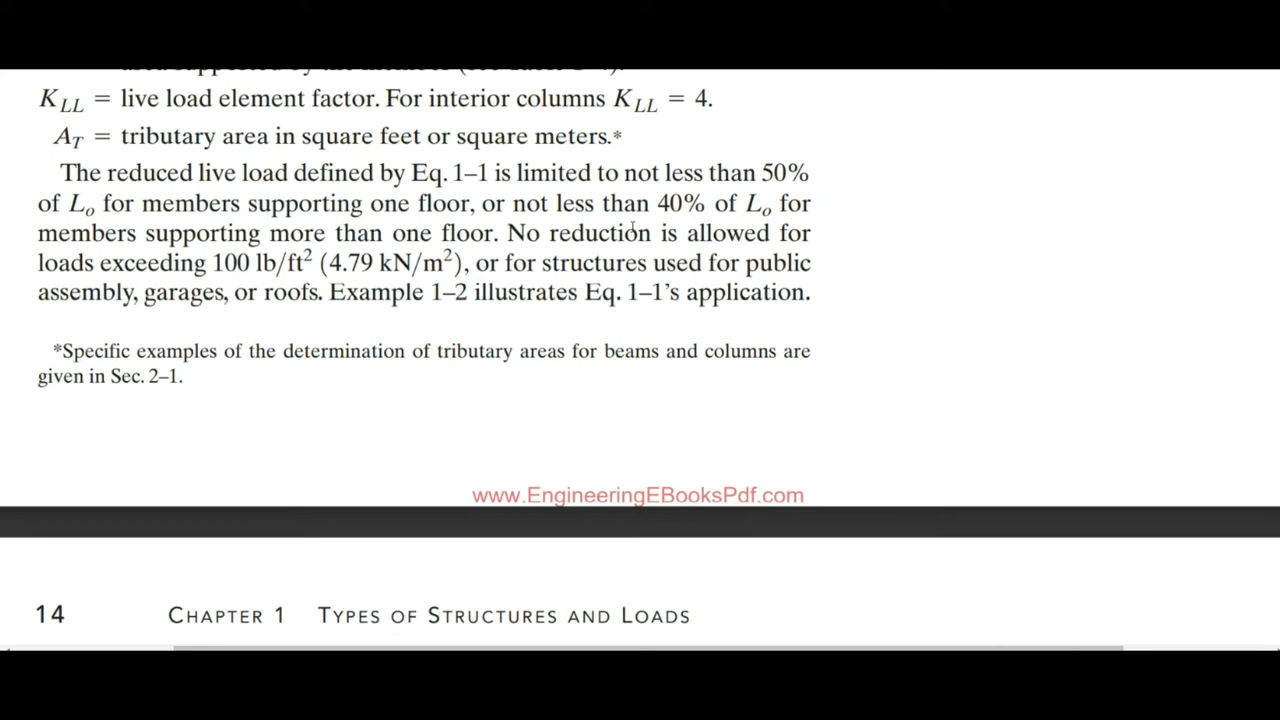 K_LL = live load element factor. For interior columns K_LL = 4.
A_T = tributary area in square feet or square meters.*
The reduced live load defined by Eq. 1–1 is limited to not less than 50%
of L_o for members supporting one floor, or not less than 40% of L_o for
members supporting more than one floor. No reduction is allowed for
loads exceeding 100 lb/ft² (4.79 kN/m²), or for structures used for public
assembly, garages, or roofs. Example 1–2 illustrates Eq. 1–1's application.
*Specific examples of the determination of tributary areas for beams and columns are
given in Sec. 2–1.
www.EngineeringEBooksPdf.com
14 CHAPTER 1 TYPES OF STRUCTURES AND LOADS